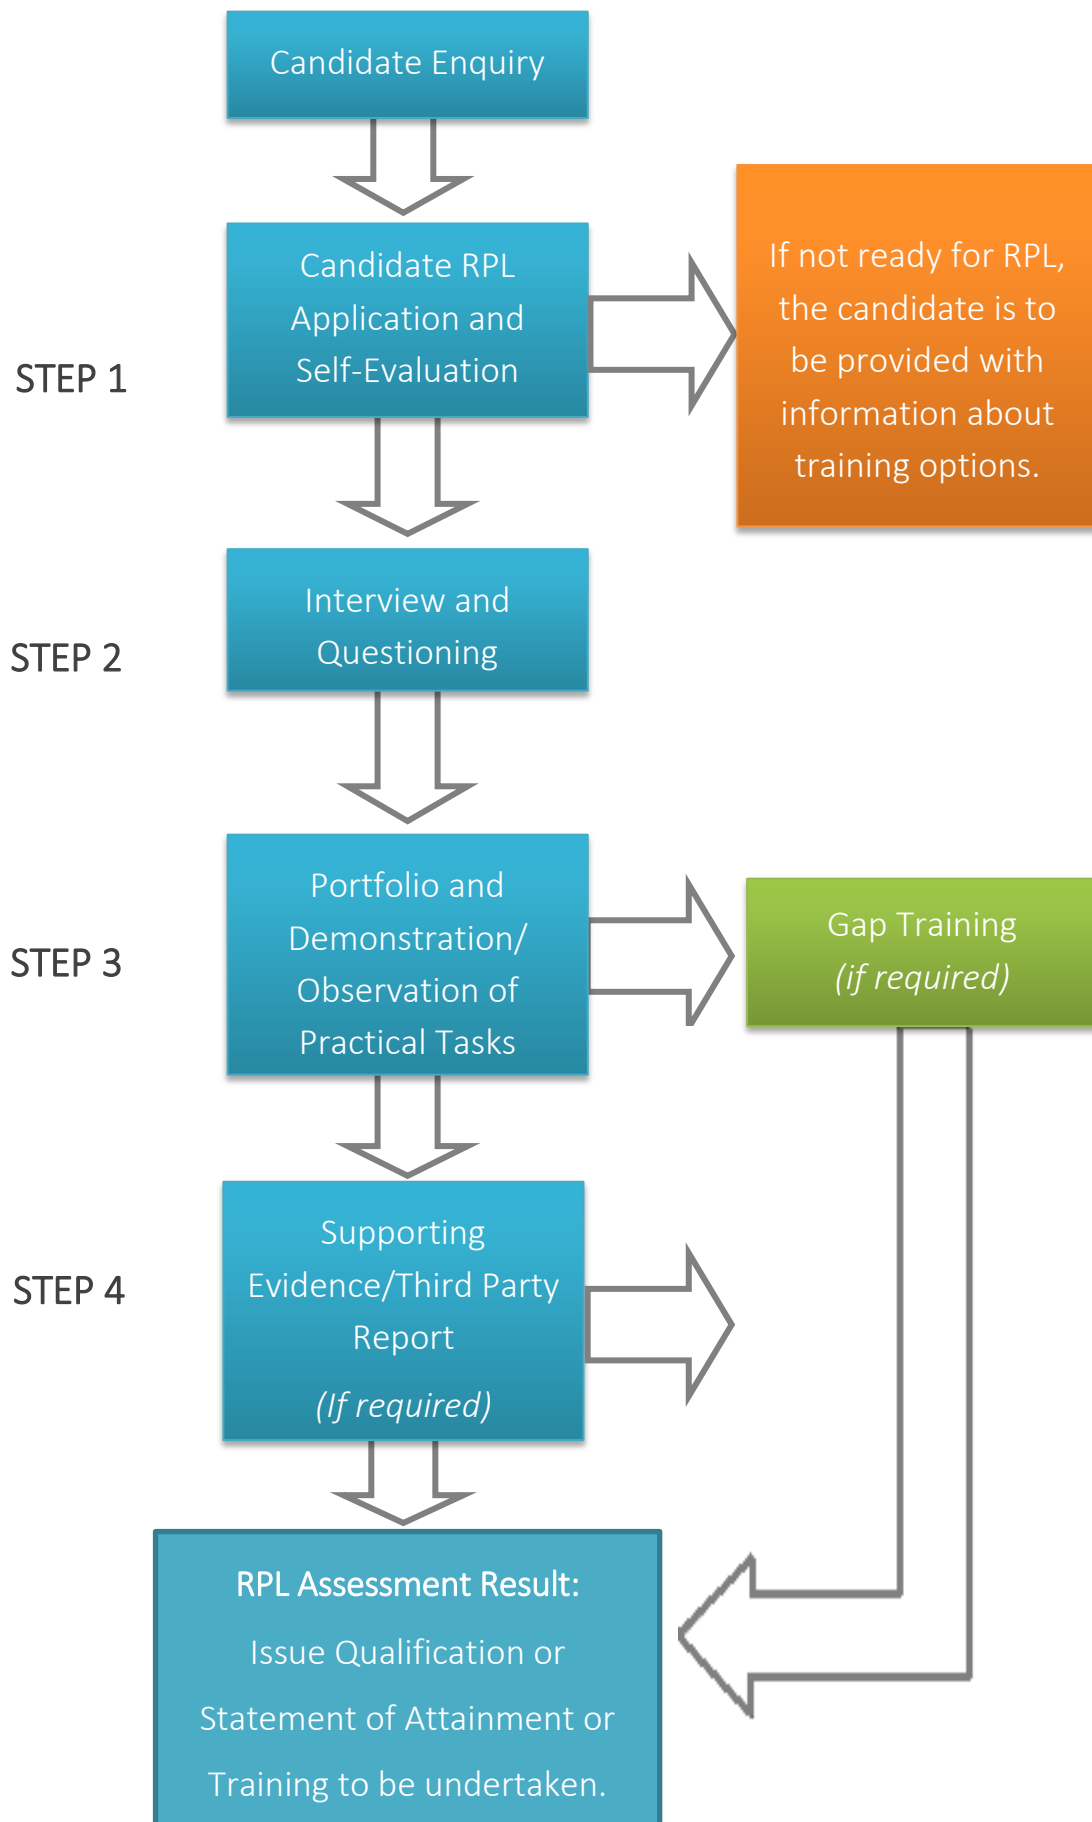 Candidate Enquiry
STEP 1
Candidate RPL
Application and
Self-Evaluation
If not ready for RPL,
the candidate is to
be provided with
information about
training options.
STEP 2
Interview and
Questioning
STEP 3
Portfolio and
Demonstration/
Observation of
Practical Tasks
Gap Training
(if required)
STEP 4
Supporting
Evidence/Third Party
Report
(If required)
RPL Assessment Result:
Issue Qualification or
Statement of Attainment or
Training to be undertaken.